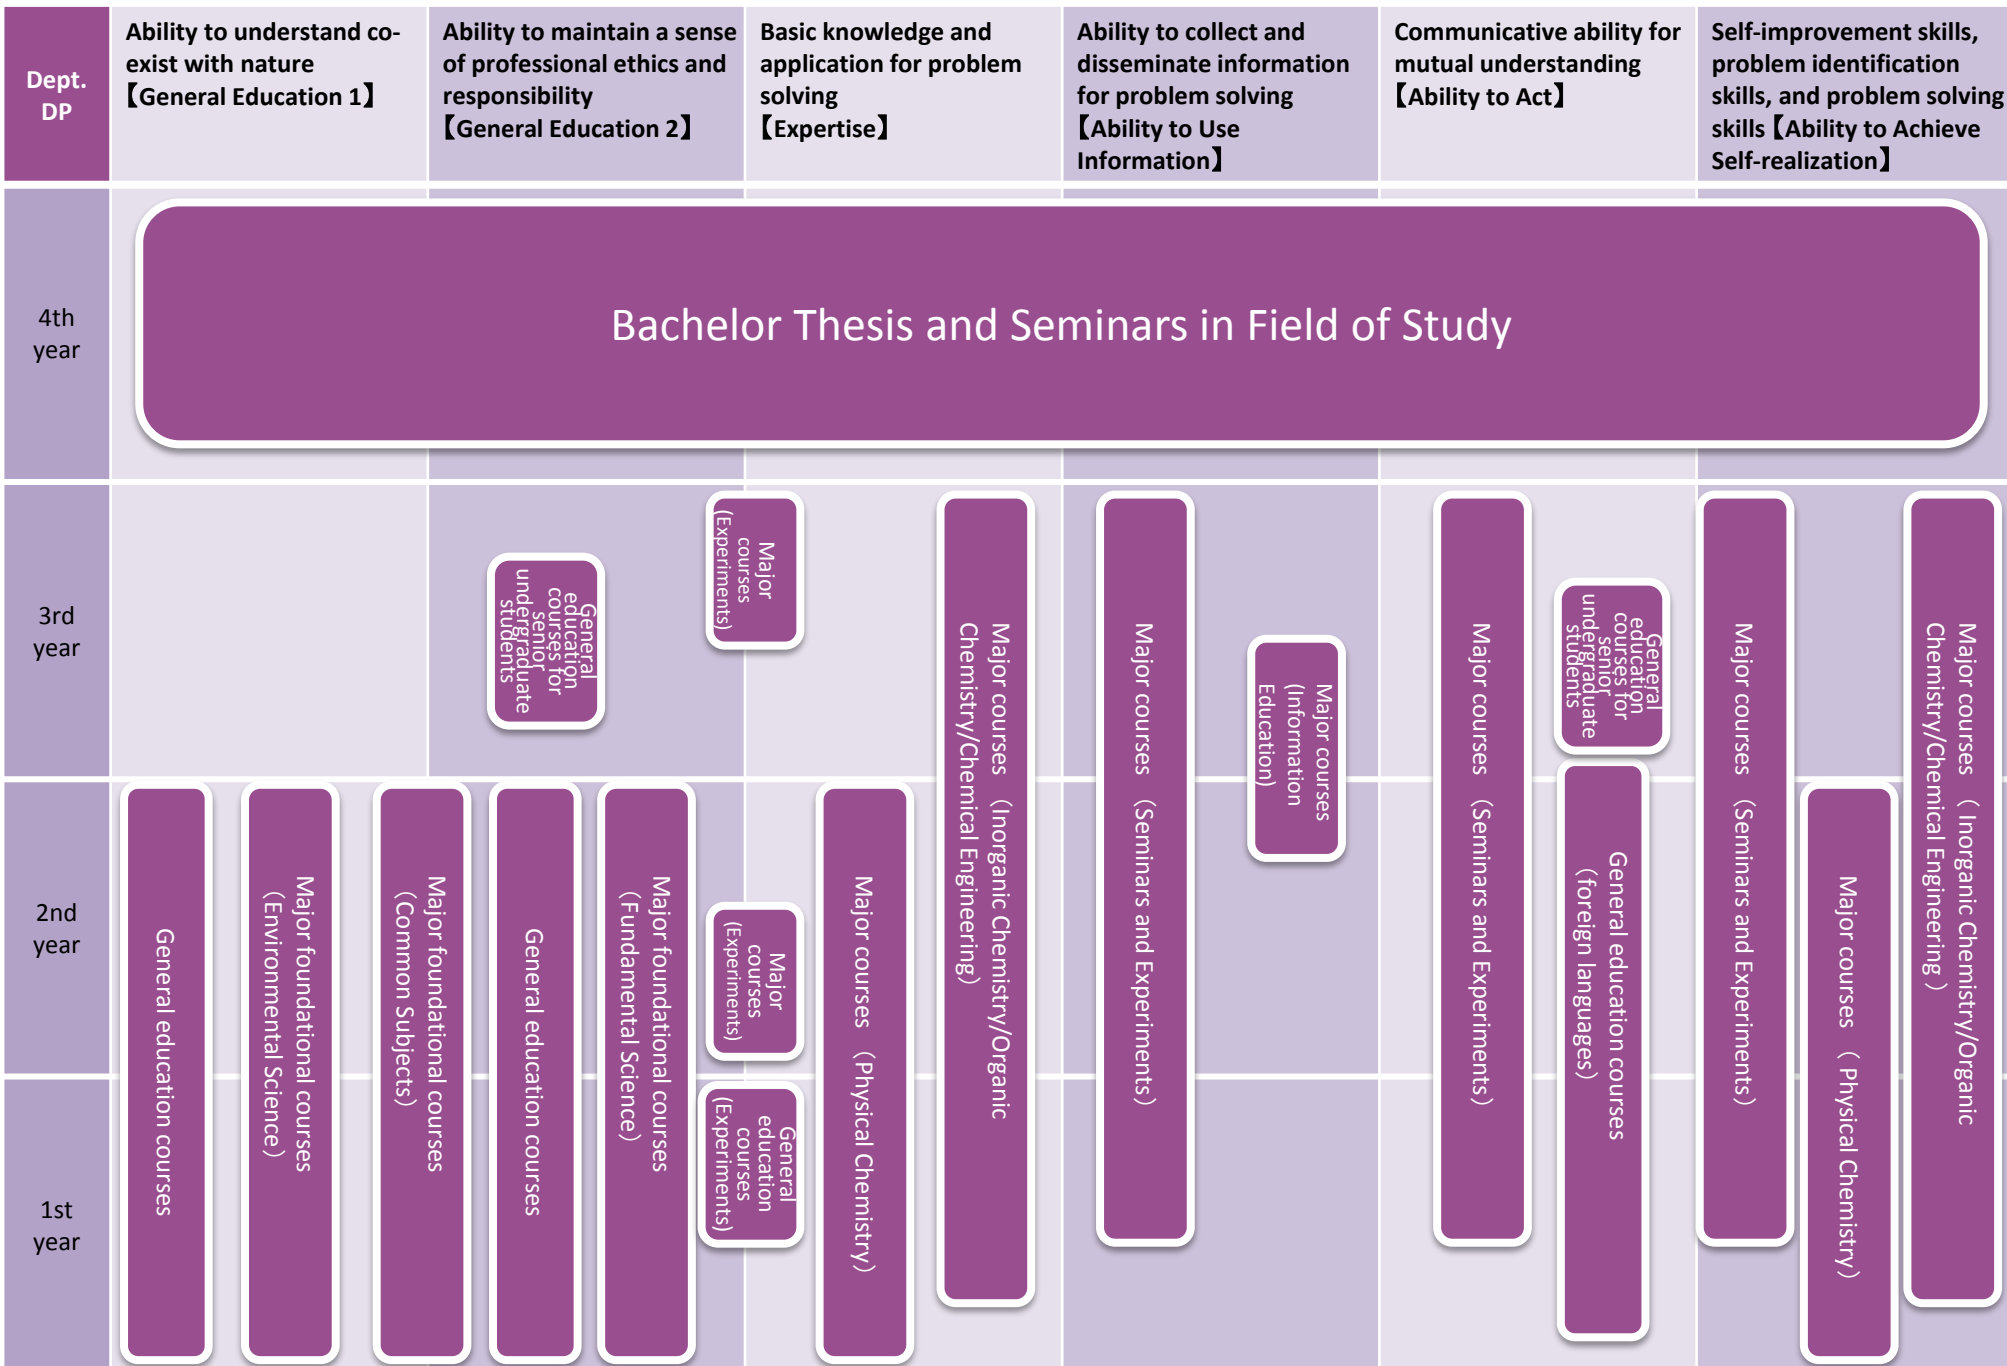 Dept.
DP
Ability to understand co-
exist with nature
【General Education 1】
Ability to maintain a sense
of professional ethics and
responsibility
【General Education 2】
Basic knowledge and
application for problem
solving
【Expertise】
Ability to collect and
disseminate information
for problem solving
【Ability to Use
Information】
Communicative ability for
mutual understanding
【Ability to Act】
Self-improvement skills,
problem identification
skills, and problem solving
skills【Ability to Achieve
Self-realization】
4th
year
Bachelor Thesis and Seminars in Field of Study
3rd
year
General
education
courses for
senior
undergraduate
students
Major
courses
(Experiments)
Major courses （Inorganic Chemistry/Organic
Chemistry/Chemical Engineering）
Major courses （Seminars and Experiments）
Major courses
(Information
Education)
Major courses （Seminars and Experiments）
General
education
courses for
senior
undergraduate
students
Major courses （Seminars and Experiments）
Major courses （Inorganic Chemistry/Organic
Chemistry/Chemical Engineering）
2nd
year
General education courses
Major foundational courses
（Environmental Science）
Major foundational courses
（Common Subjects）
General education courses
Major foundational courses
（Fundamental Science）
Major
courses
(Experiments)
Major courses （Physical Chemistry）
General education courses
（foreign languages）
Major courses （Physical Chemistry）
1st
year
General
education
courses
(Experiments)